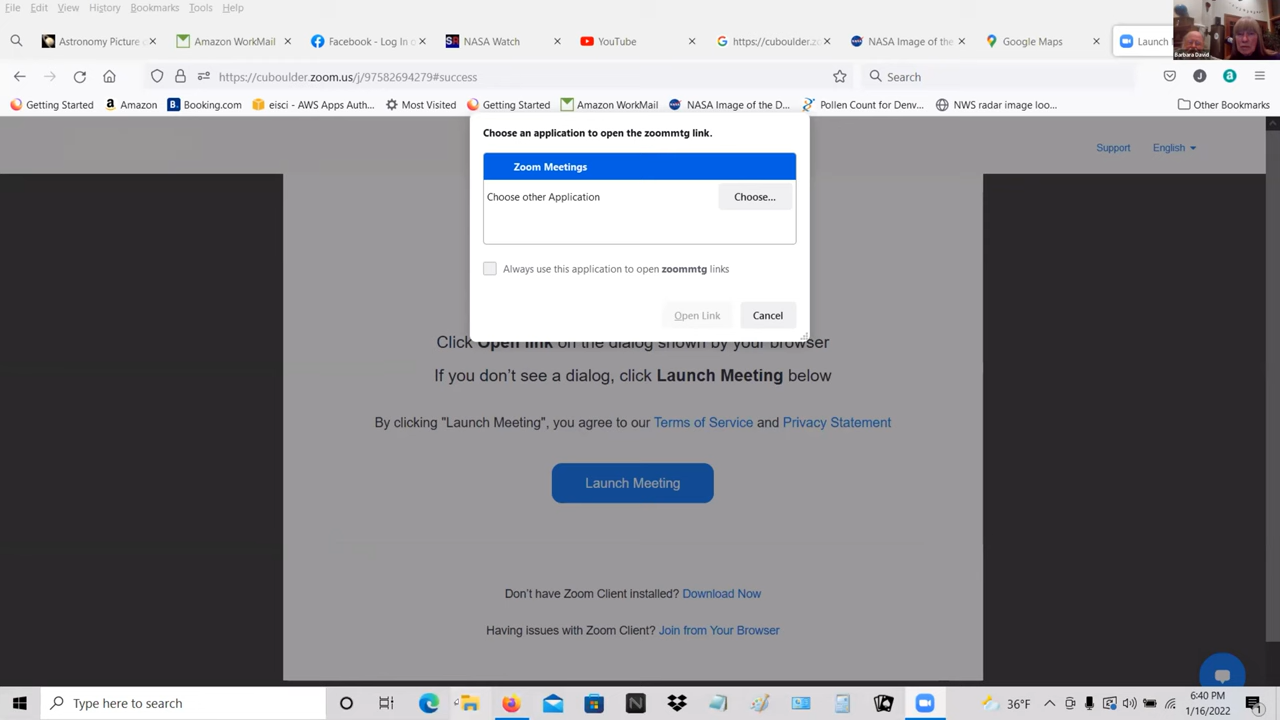 File Edit View History Bookmarks Tools Help
Astronomy Picture o
Amazon WorkMail
Facebook - Log In o
ASA Watch
YouTube
https://cuboulder.z
NASA Image of the
Google Maps
Launch M
Barbara David
https://cuboulder.zoom.us/j/97582694279#success
Search
J
a
Getting Started
Amazon
Booking.com
eisci - AWS Apps Auth...
Most Visited
Getting Started
Amazon WorkMail
NASA Image of the D...
Pollen Count for Denv...
NWS radar image loo...
Other Bookmarks
Choose an application to open the zoommtg link.
Support English
Zoom Meetings
Choose other Application Choose...
Always use this application to open zoommtg links
Open Link Cancel
Click Open link on the dialog shown by your browser
If you don’t see a dialog, click Launch Meeting below
By clicking "Launch Meeting", you agree to our Terms of Service and Privacy Statement
Launch Meeting
Don’t have Zoom Client installed? Download Now
Having issues with Zoom Client? Join from Your Browser
Type here to search
36°F
6:40 PM
1/16/2022
1